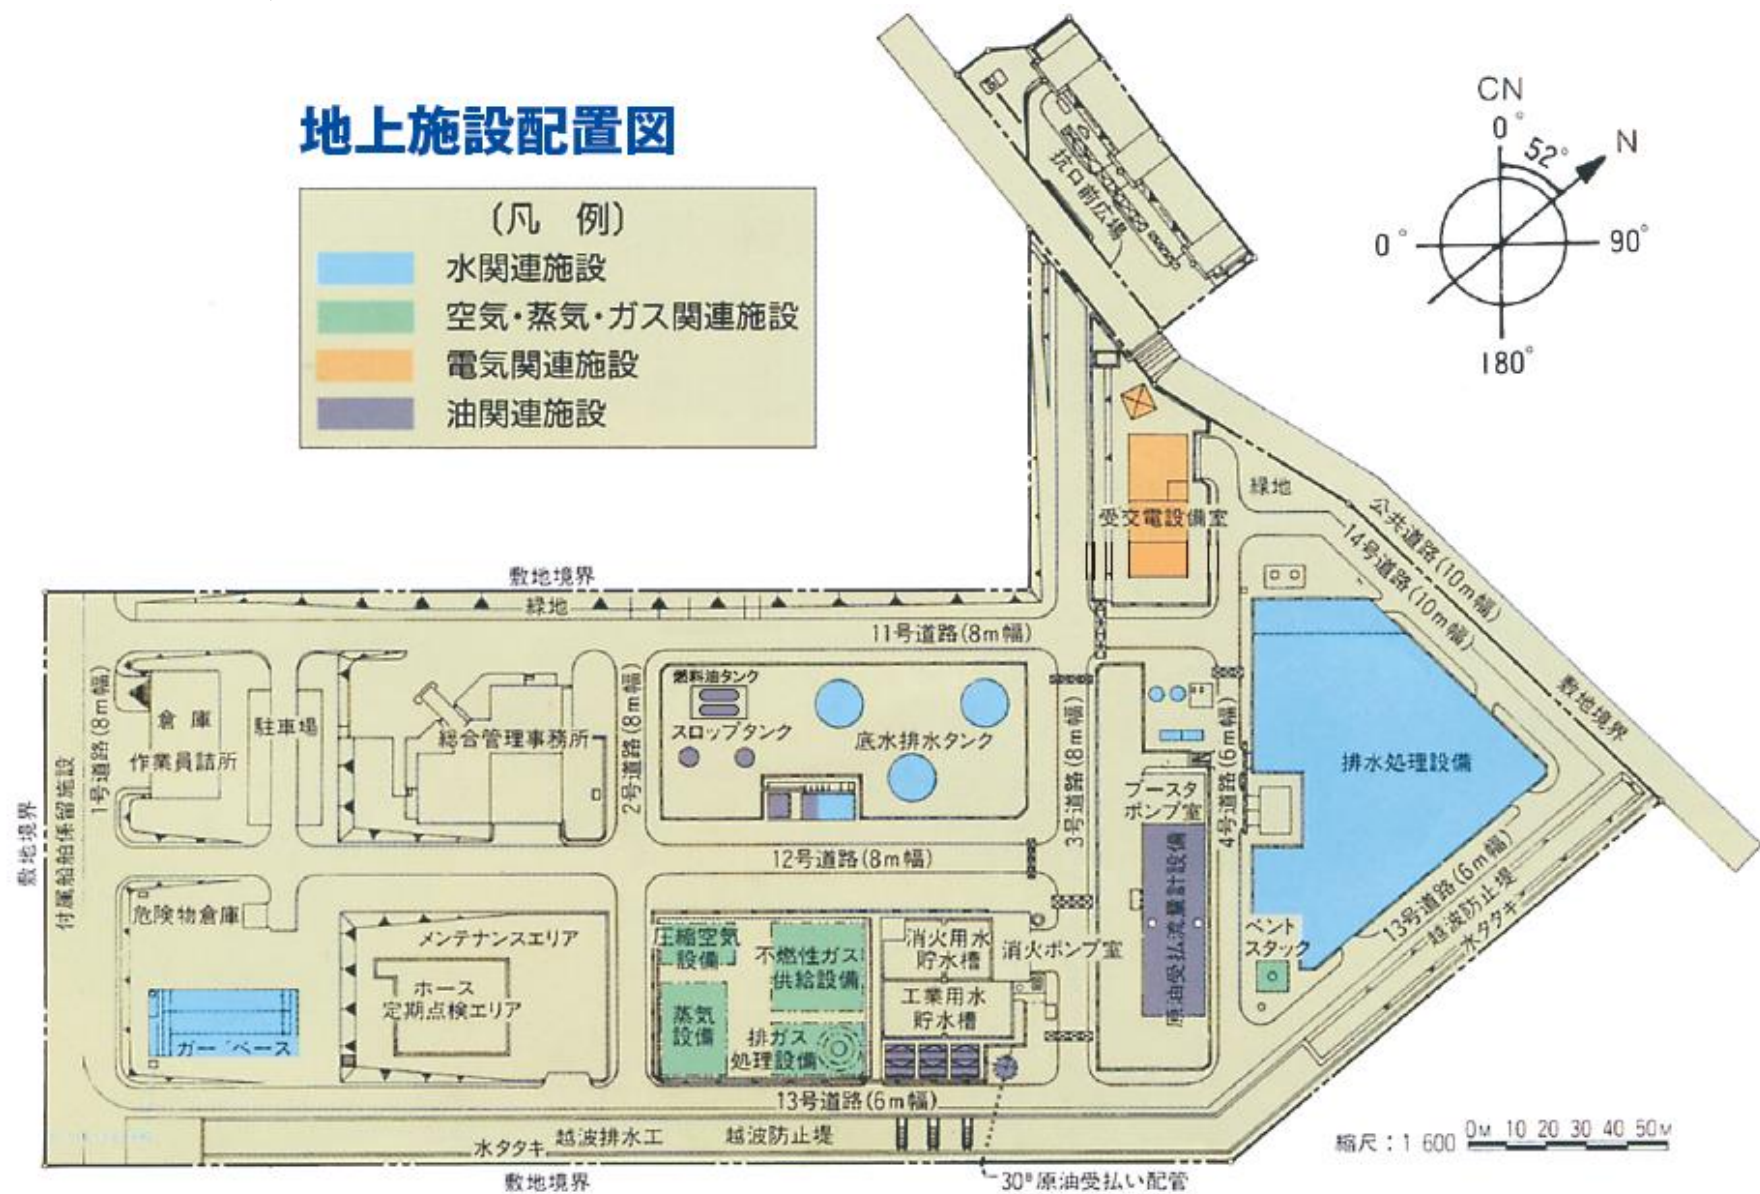 地上施設配置図
(凡 例)
水関連施設
空気・蒸気・ガス関連施設
電気関連施設
油関連施設
CN
0°
52°
N
0°
90°
180°
抗口前広場
緑地
受変電設備室
公共道路(10m幅)
14号道路(10m幅)
敷地境界
敷地境界
緑地
11号道路(8m幅)
1号道路(8m幅)
倉庫
作業員詰所
駐車場
総合管理事務所
2号道路(8m幅)
燃料油タンク
スロップタンク
底水排水タンク
3号道路(8m幅)
ブースタ
ポンプ室
4号道路(6m幅)
排水処理設備
敷地境界
付属船舶係留施設
12号道路(8m幅)
原油受払流量計設備
13号道路(6m幅)
越波防止堤
水タタキ
危険物倉庫
メンテナンスエリア
圧縮空気
設備
不燃性ガス
供給設備
消火用水
貯水槽
消火ポンプ室
ベント
スタック
ホース
定期点検エリア
蒸気
設備
排ガス
処理設備
工業用水
貯水槽
13号道路(6m幅)
水タタキ
越波排水工
越波防止堤
敷地境界
30°原油受払い配管
縮尺:1 600
0M 10 20 30 40 50M